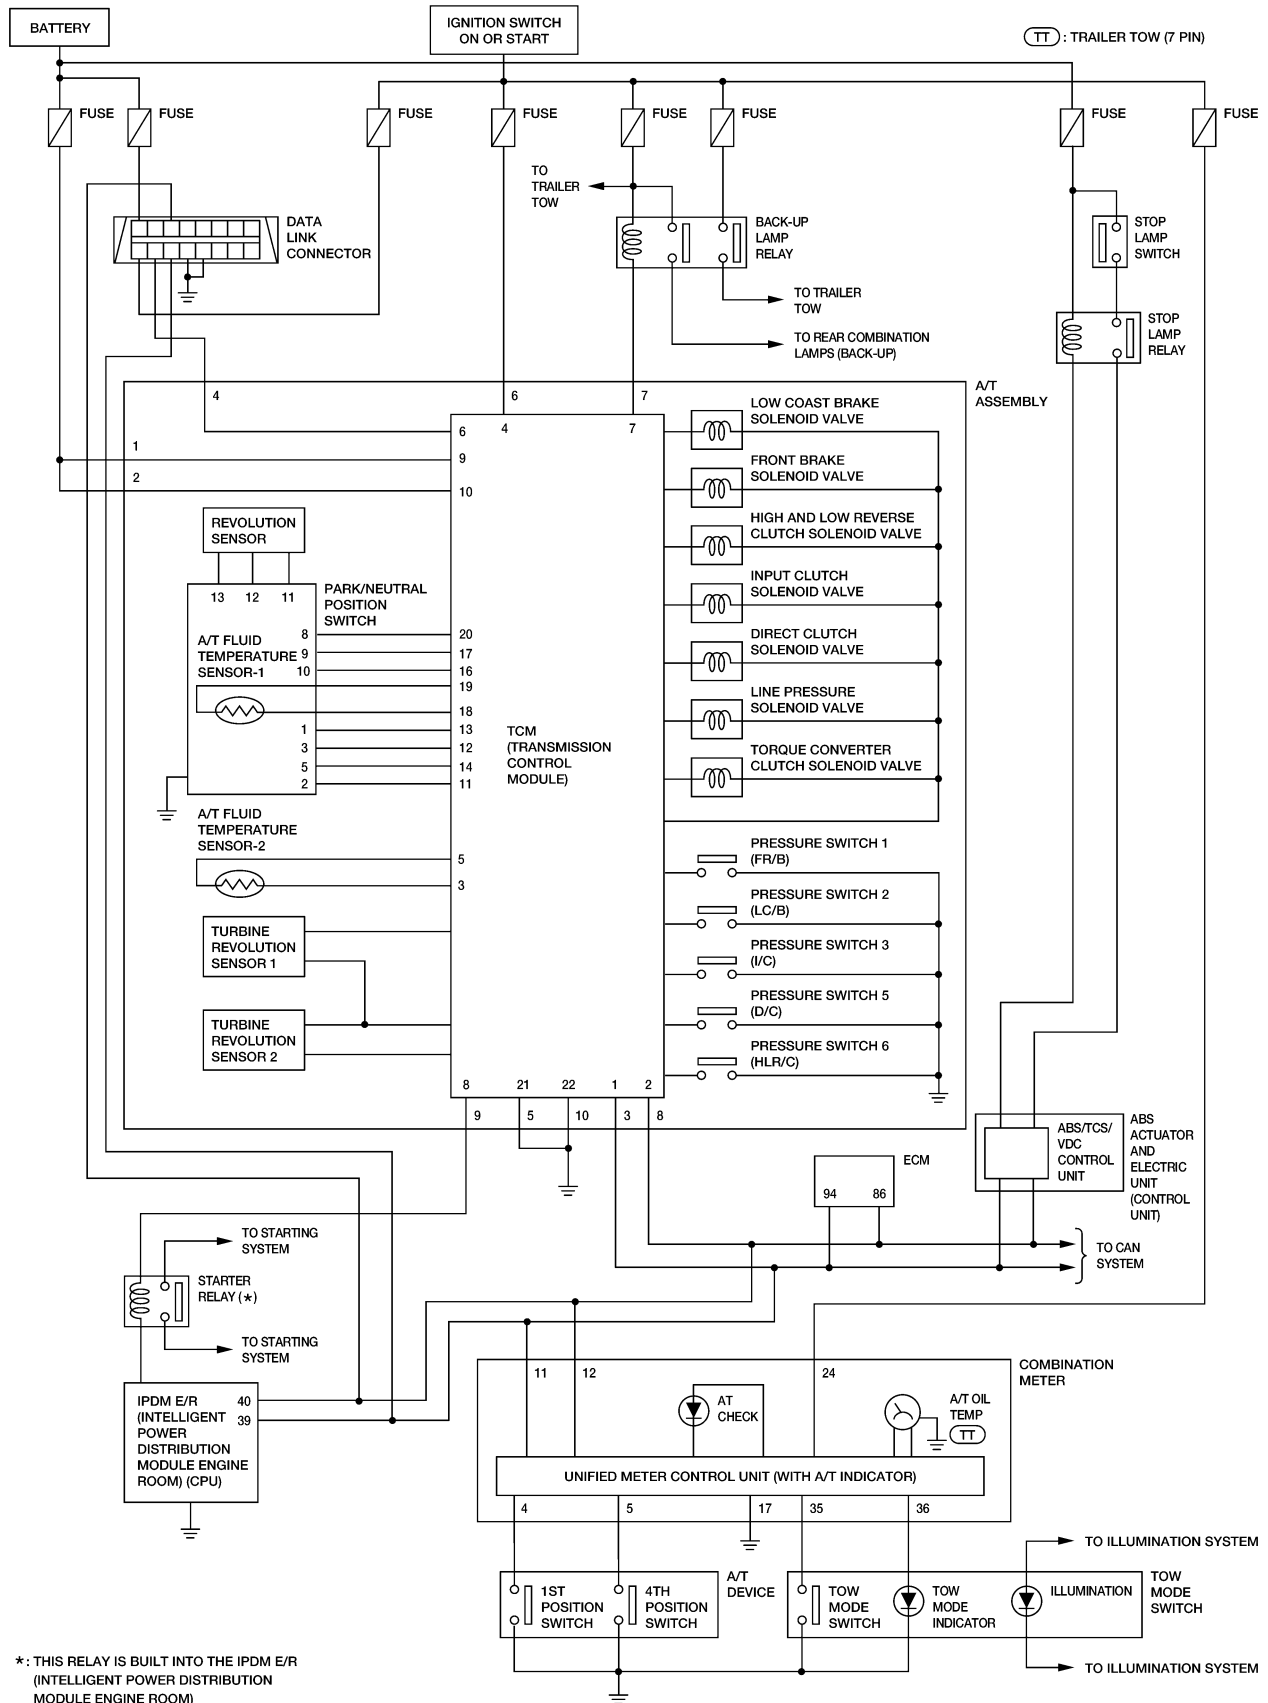 BATTERY
IGNITION SWITCH
ON OR START
TT : TRAILER TOW (7 PIN)
FUSE
FUSE
FUSE
FUSE
FUSE
FUSE
FUSE
FUSE
TO
TRAILER
TOW
DATA
LINK
CONNECTOR
BACK-UP
LAMP
RELAY
STOP
LAMP
SWITCH
TO TRAILER
TOW
TO REAR COMBINATION
LAMPS (BACK-UP)
STOP
LAMP
RELAY
A/T
ASSEMBLY
4
6
7
1
2
6
9
10
4
7
LOW COAST BRAKE
SOLENOID VALVE
FRONT BRAKE
SOLENOID VALVE
HIGH AND LOW REVERSE
CLUTCH SOLENOID VALVE
INPUT CLUTCH
SOLENOID VALVE
DIRECT CLUTCH
SOLENOID VALVE
LINE PRESSURE
SOLENOID VALVE
TORQUE CONVERTER
CLUTCH SOLENOID VALVE
REVOLUTION
SENSOR
13 12 11
PARK/NEUTRAL
POSITION
SWITCH
A/T FLUID
TEMPERATURE
SENSOR-1
8
9
10
1
3
5
2
20
17
16
19
18
13
12
14
11
TCM
(TRANSMISSION
CONTROL
MODULE)
A/T FLUID
TEMPERATURE
SENSOR-2
5
3
TURBINE
REVOLUTION
SENSOR 1
TURBINE
REVOLUTION
SENSOR 2
PRESSURE SWITCH 1
(FR/B)
PRESSURE SWITCH 2
(LC/B)
PRESSURE SWITCH 3
(I/C)
PRESSURE SWITCH 5
(D/C)
PRESSURE SWITCH 6
(HLR/C)
8 21 22 1 2
9 5 10 3 8
ABS/TCS/
VDC
CONTROL
UNIT
ABS
ACTUATOR
AND
ELECTRIC
UNIT
(CONTROL
UNIT)
ECM
94 86
TO CAN
SYSTEM
TO STARTING
SYSTEM
STARTER
RELAY (*)
TO STARTING
SYSTEM
IPDM E/R
(INTELLIGENT
POWER
DISTRIBUTION
MODULE ENGINE
ROOM) (CPU)
40
39
COMBINATION
METER
11 12 24
AT
CHECK
A/T OIL
TEMP
TT
UNIFIED METER CONTROL UNIT (WITH A/T INDICATOR)
4 5 17 35 36
1ST
POSITION
SWITCH
4TH
POSITION
SWITCH
A/T
DEVICE
TOW
MODE
SWITCH
TOW
MODE
INDICATOR
ILLUMINATION
TOW
MODE
SWITCH
TO ILLUMINATION SYSTEM
TO ILLUMINATION SYSTEM
*: THIS RELAY IS BUILT INTO THE IPDM E/R
(INTELLIGENT POWER DISTRIBUTION
MODULE ENGINE ROOM)